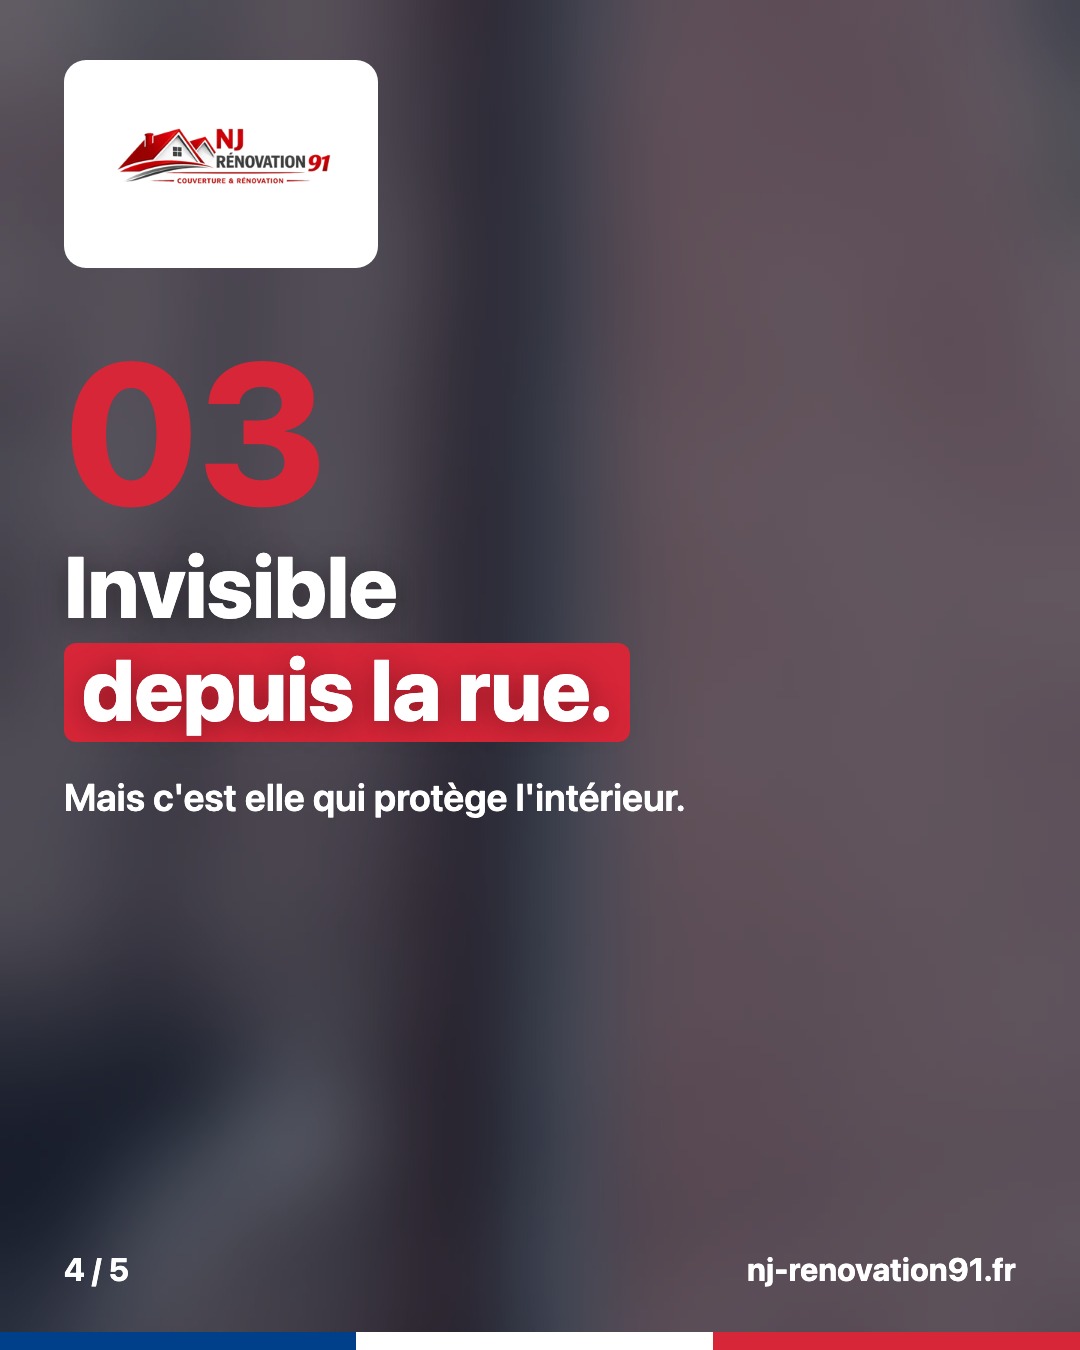 NJ
RÉNOVATION 91
COUVERTURE & RÉNOVATION
03
Invisible
depuis la rue.
Mais c'est elle qui protège l'intérieur.
4 / 5
nj-renovation91.fr